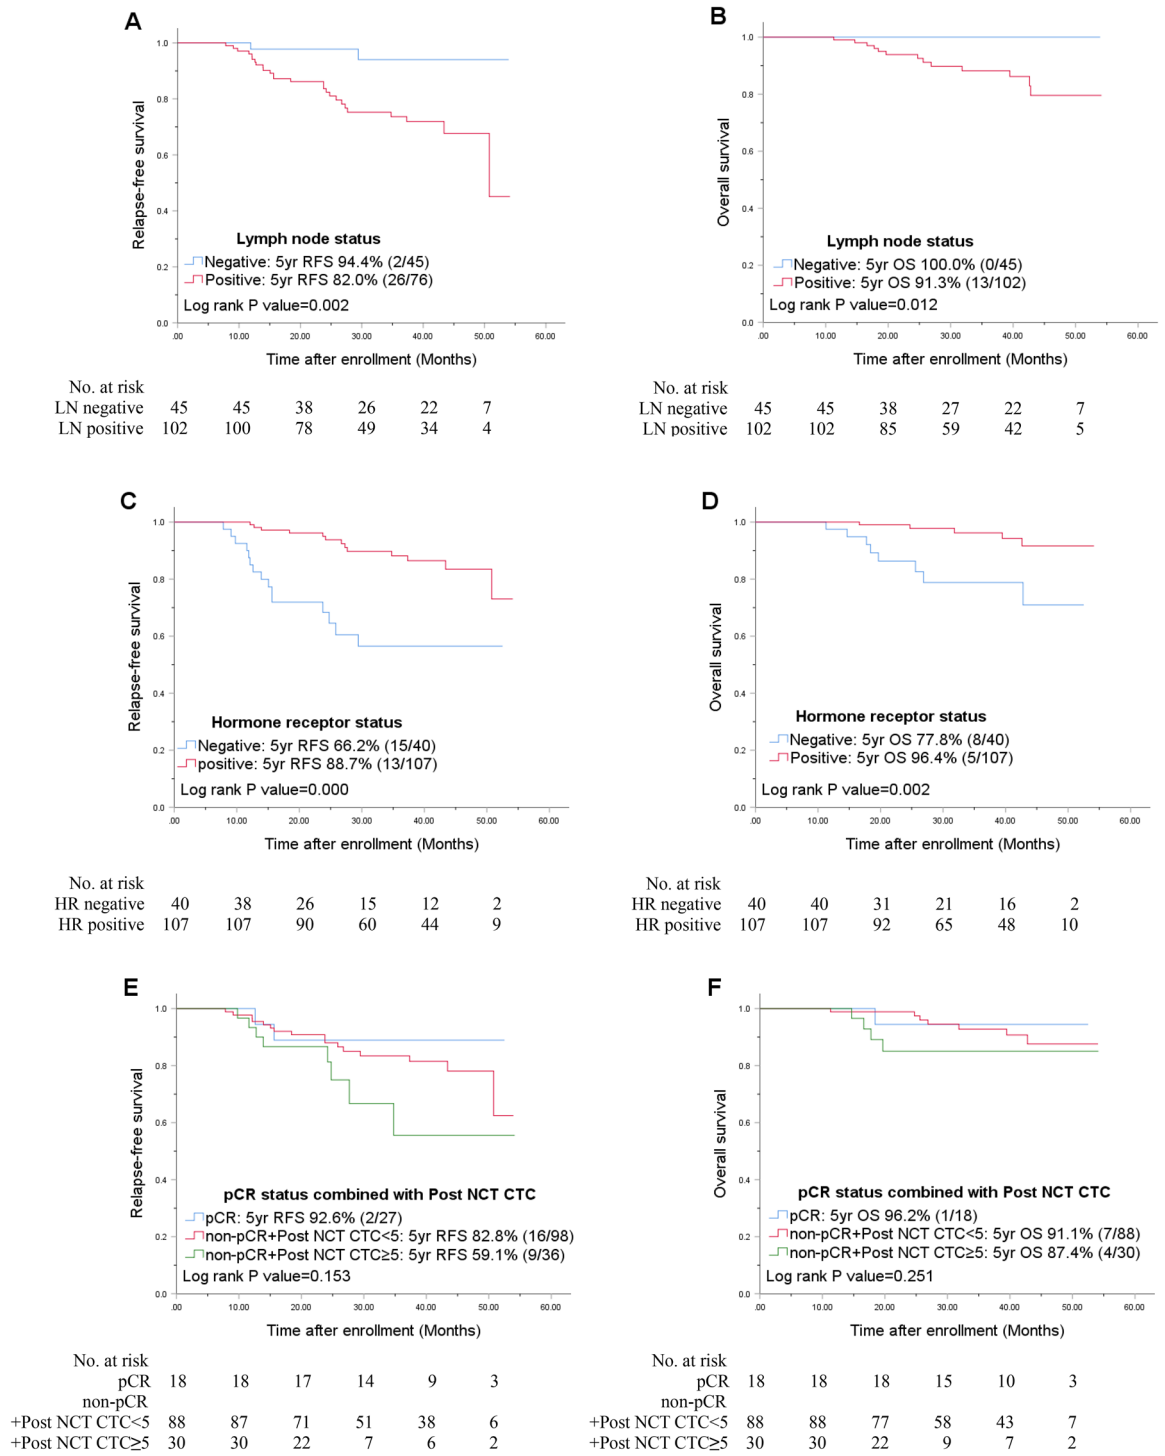 A
1.0
0.8
0.6
0.4
0.2
0.0
Relapse-free survival
Lymph node status
Negative: 5yr RFS 94.4% (2/45)
Positive: 5yr RFS 82.0% (26/76)
Log rank P value=0.002
.00 10.00 20.00 30.00 40.00 50.00 60.00
Time after enrollment (Months)
No. at risk
LN negative 45 45 38 26 22 7
LN positive 102 100 78 49 34 4
B
1.0
0.8
0.6
0.4
0.2
0.0
Overall survival
Lymph node status
Negative: 5yr OS 100.0% (0/45)
Positive: 5yr OS 91.3% (13/102)
Log rank P value=0.012
.00 10.00 20.00 30.00 40.00 50.00 60.00
Time after enrollment (Months)
No. at risk
LN negative 45 45 38 27 22 7
LN positive 102 102 85 59 42 5
C
1.0
0.8
0.6
0.4
0.2
0.0
Relapse-free survival
Hormone receptor status
Negative: 5yr RFS 66.2% (15/40)
positive: 5yr RFS 88.7% (13/107)
Log rank P value=0.000
.00 10.00 20.00 30.00 40.00 50.00 60.00
Time after enrollment (Months)
No. at risk
HR negative 40 38 26 15 12 2
HR positive 107 107 90 60 44 9
D
1.0
0.8
0.6
0.4
0.2
0.0
Overall survival
Hormone receptor status
Negative: 5yr OS 77.8% (8/40)
Positive: 5yr OS 96.4% (5/107)
Log rank P value=0.002
.00 10.00 20.00 30.00 40.00 50.00 60.00
Time after enrollment (Months)
No. at risk
HR negative 40 40 31 21 16 2
HR positive 107 107 92 65 48 10
E
1.0
0.8
0.6
0.4
0.2
0.0
Relapse-free survival
pCR status combined with Post NCT CTC
pCR: 5yr RFS 92.6% (2/27)
non-pCR+Post NCT CTC<5: 5yr RFS 82.8% (16/98)
non-pCR+Post NCT CTC≥5: 5yr RFS 59.1% (9/36)
Log rank P value=0.153
.00 10.00 20.00 30.00 40.00 50.00 60.00
Time after enrollment (Months)
No. at risk
pCR 18 18 17 14 9 3
non-pCR
+Post NCT CTC<5 88 87 71 51 38 6
+Post NCT CTC≥5 30 30 22 7 6 2
F
1.0
0.8
0.6
0.4
0.2
0.0
Overall survival
pCR status combined with Post NCT CTC
pCR: 5yr OS 96.2% (1/18)
non-pCR+Post NCT CTC<5: 5yr OS 91.1% (7/88)
non-pCR+Post NCT CTC≥5: 5yr OS 87.4% (4/30)
Log rank P value=0.251
.00 10.00 20.00 30.00 40.00 50.00 60.00
Time after enrollment (Months)
No. at risk
pCR 18 18 18 15 10 3
non-pCR
+Post NCT CTC<5 88 88 77 58 43 7
+Post NCT CTC≥5 30 30 22 9 7 2